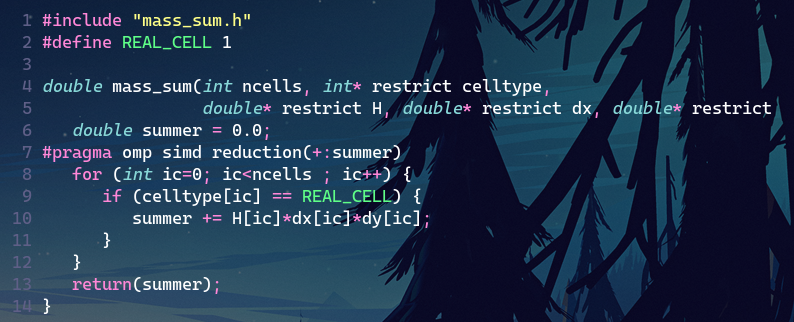 1 #include "mass_sum.h"
2 #define REAL_CELL 1
3
4 double mass_sum(int ncells, int* restrict celltype,
5                 double* restrict H, double* restrict dx, double* restrict
6    double summer = 0.0;
7 #pragma omp simd reduction(+:summer)
8    for (int ic=0; ic<ncells ; ic++) {
9       if (celltype[ic] == REAL_CELL) {
10          summer += H[ic]*dx[ic]*dy[ic];
11       }
12    }
13    return(summer);
14 }